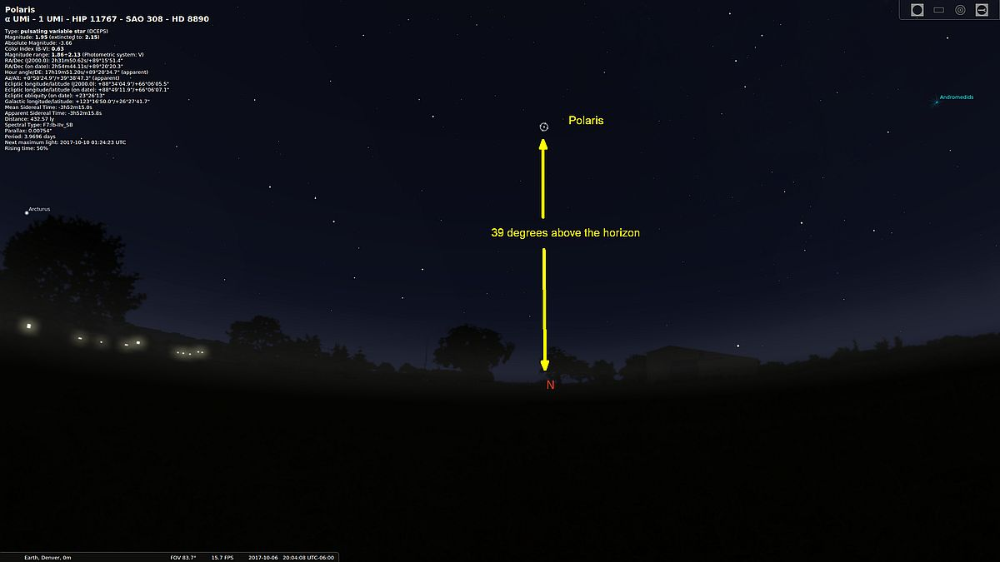 Polaris
α UMi - 1 UMi - HIP 11767 - SAO 308 - HD 8890
Type: pulsating variable star (DCEPS)
Magnitude: 1.95 (extincted to: 2.15)
Absolute Magnitude: -3.66
Color Index (B-V): 0.63
Magnitude range: 1.86÷2.13 (Photometric system: V)
RA/Dec (J2000.0): 2h31m50.62s/+89°15'51.4"
RA/Dec (on date): 2h54m44.11s/+89°20'20.3"
Hour angle/DE: 17h19m51.20s/+89°20'34.7" (apparent)
Az/Alt: +0°50'24.9"/+39°38'47.3" (apparent)
Ecliptic longitude/latitude (J2000.0): +88°34'04.9"/+66°06'05.5"
Ecliptic longitude/latitude (on date): +88°49'11.9"/+66°06'07.1"
Ecliptic obliquity (on date): +23°26'13"
Galactic longitude/latitude: +123°16'50.0"/+26°27'41.7"
Mean Sidereal Time: -3h52m15.0s
Apparent Sidereal Time: -3h52m15.8s
Distance: 432.57 ly
Spectral Type: F7:Ib-IIv_SB
Parallax: 0.00754"
Period: 3.9696 days
Next maximum light: 2017-10-10 01:24:23 UTC
Rising time: 50%
Andromedids
Polaris
Arcturus
39 degrees above the horizon
N
Earth, Denver, 0m FOV 83.7° 15.7 FPS 2017-10-06 20:04:08 UTC-06:00